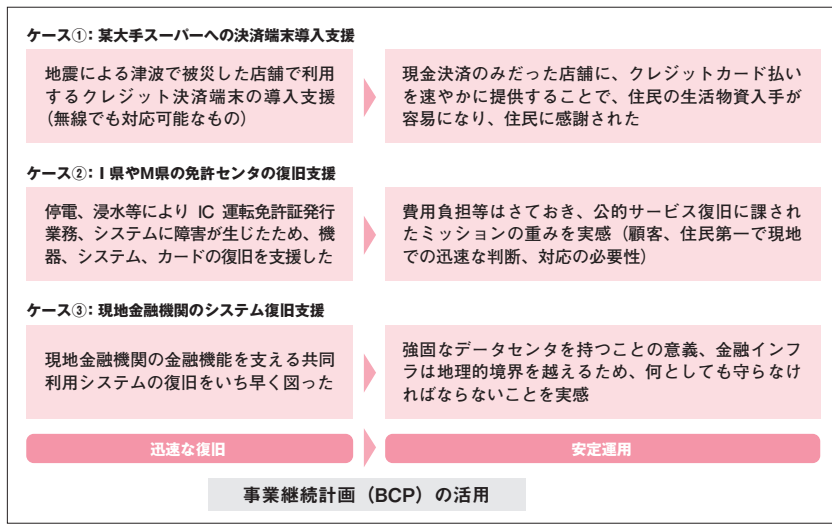 ケース①：某大手スーパーへの決済端末導入支援
地震による津波で被災した店舗で利用
するクレジット決済端末の導入支援
（無線でも対応可能なもの）
現金決済のみだった店舗に、クレジットカード払い
を速やかに提供することで、住民の生活物資入手が
容易になり、住民に感謝された
ケース②：I 県やM県の免許センタの復旧支援
停電、浸水等により IC 運転免許証発行
業務、システムに障害が生じたため、機
器、システム、カードの復旧を支援した
費用負担等はさておき、公的サービス復旧に課され
たミッションの重みを実感（顧客、住民第一で現地
での迅速な判断、対応の必要性）
ケース③：現地金融機関のシステム復旧支援
現地金融機関の金融機能を支える共同
利用システムの復旧をいち早く図った
強固なデータセンタを持つことの意義、金融インフ
ラは地理的境界を越えるため、何としても守らなけ
ればならないことを実感
迅速な復旧
安定運用
事業継続計画（BCP）の活用